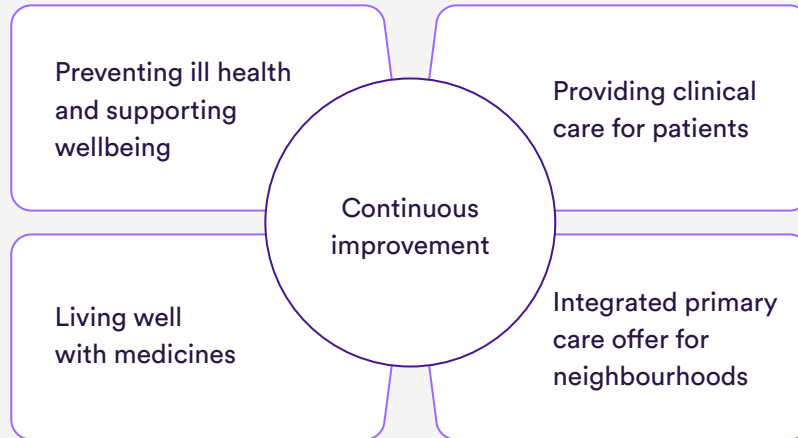 Preventing ill health
and supporting
wellbeing
Providing clinical
care for patients
Continuous
improvement
Living well
with medicines
Integrated primary
care offer for
neighbourhoods